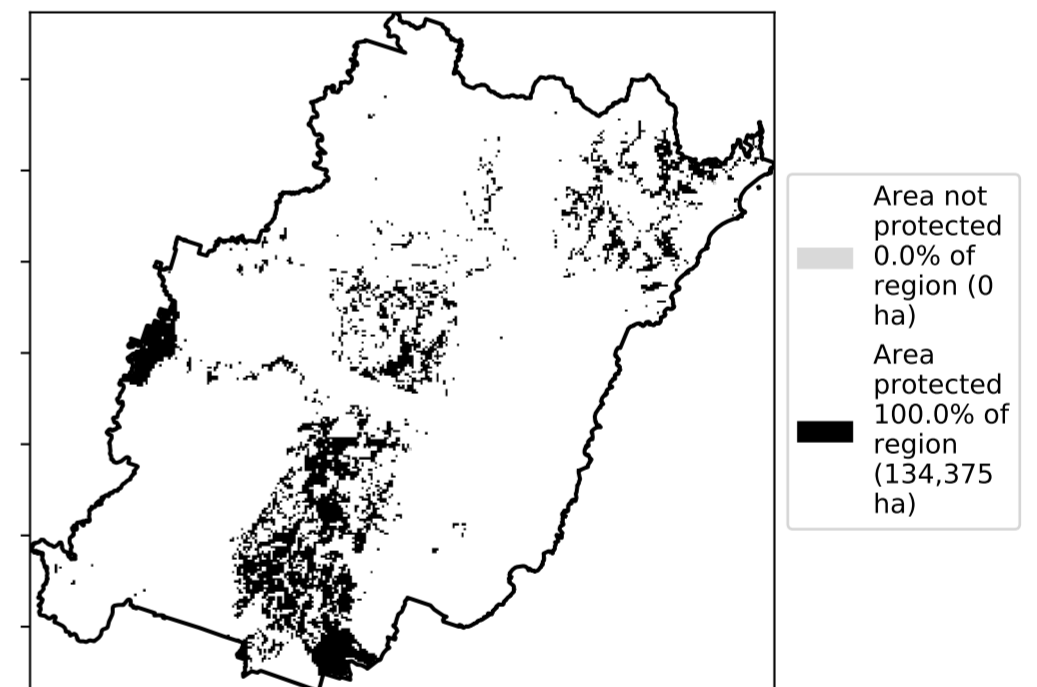 Area not
protected
0.0% of
region (0
ha)
Area
protected
100.0% of
region
(134,375
ha)